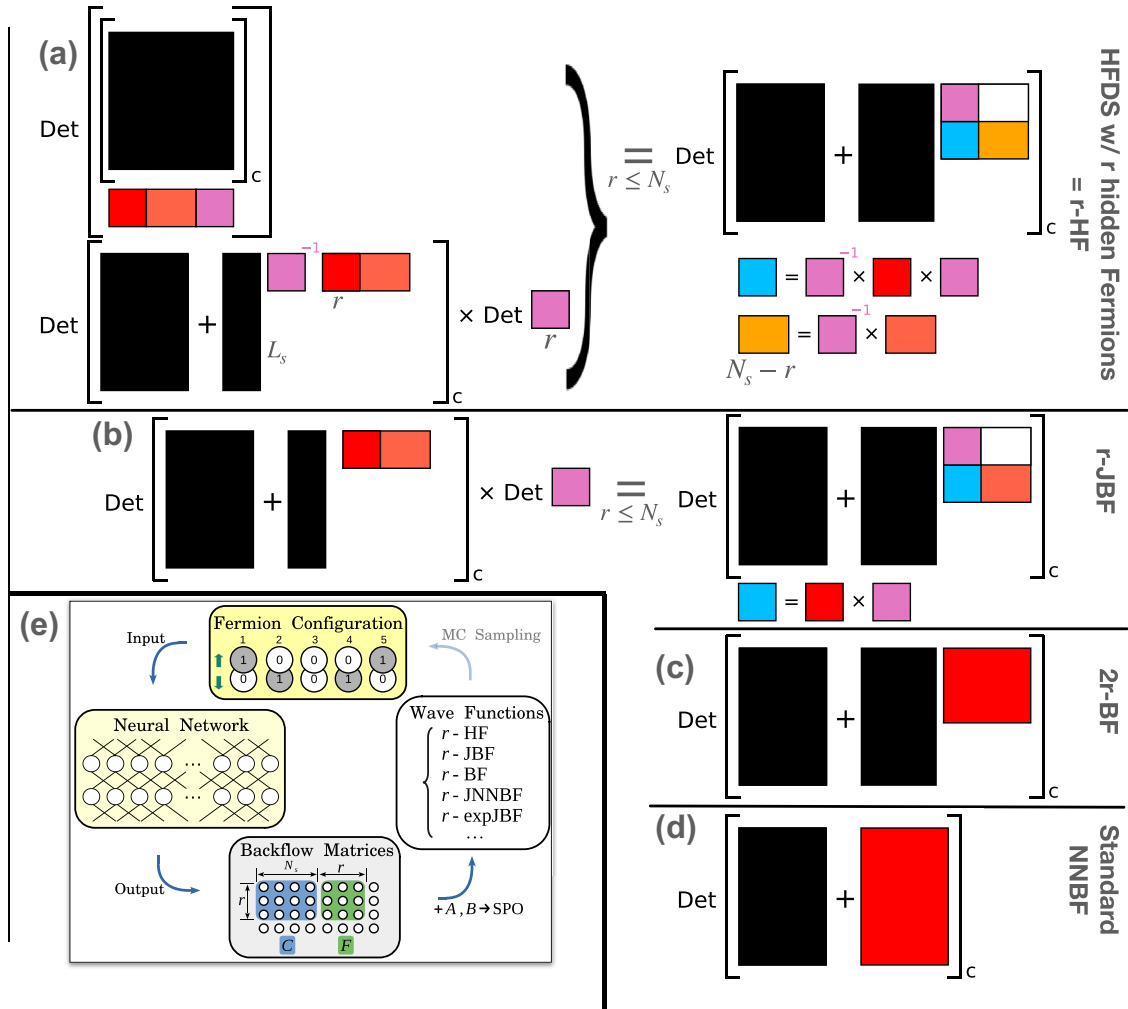 (a)
Det
c
Det
+
L_s
-1
r
c
× Det
r
=
r ≤ N_s
Det
+
c
= -1 × ×
= -1 ×
N_s − r
HFDS w/ r hidden Fermions
= r-HF
(b)
Det
+
c
× Det
=
r ≤ N_s
Det
+
c
= ×
r-JBF
(c)
Det
+
c
2r-BF
(d)
Det
+
c
Standard
NNBF
(e)
Fermion Configuration
1 2 3 4 5
1 0 0 0 1
0 1 0 1 0
Input
MC Sampling
Neural Network
...
...
Wave Functions
r - HF
r - JBF
r - BF
r - JNNBF
r - expJBF
...
Output
Backflow Matrices
N_s r
r
C F
+ A , B → SPO